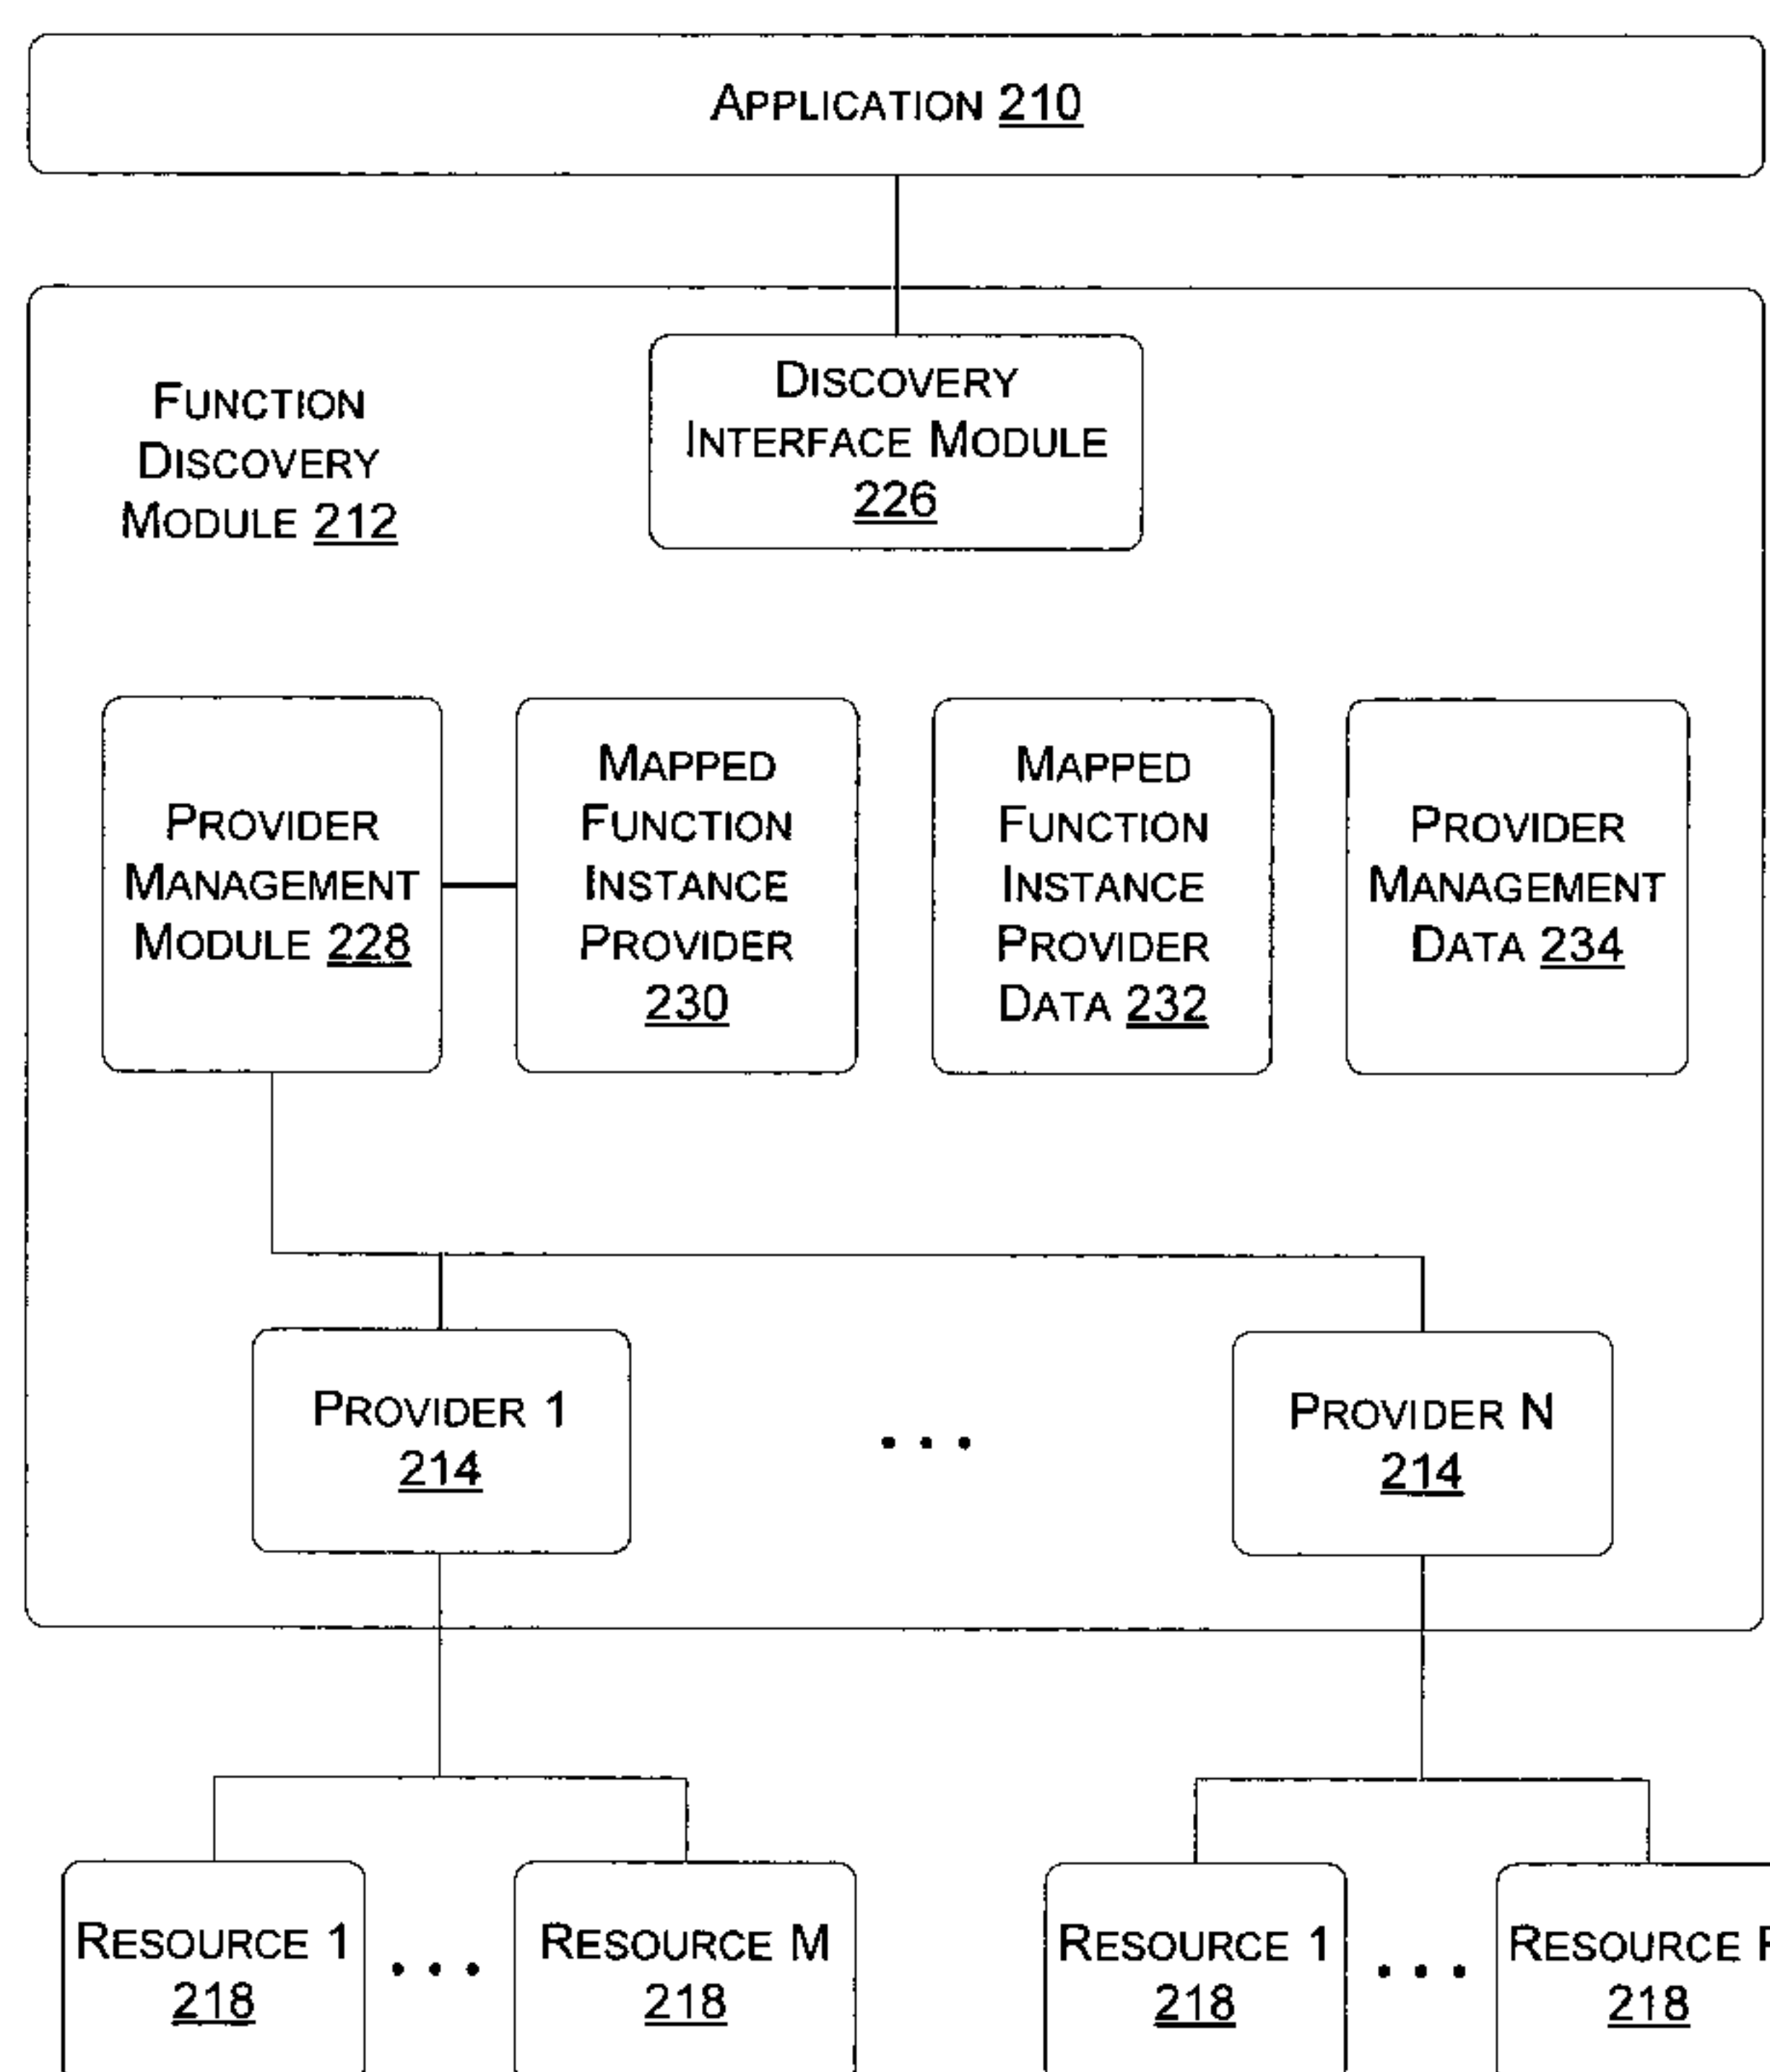 APPLICATION 210
FUNCTION
DISCOVERY
MODULE 212
DISCOVERY
INTERFACE MODULE
226
PROVIDER
MANAGEMENT
MODULE 228
MAPPED
FUNCTION
INSTANCE
PROVIDER
230
MAPPED
FUNCTION
INSTANCE
PROVIDER
DATA 232
PROVIDER
MANAGEMENT
DATA 234
PROVIDER 1
214
...
PROVIDER N
214
RESOURCE 1
218
...
RESOURCE M
218
RESOURCE 1
218
...
RESOURCE
218